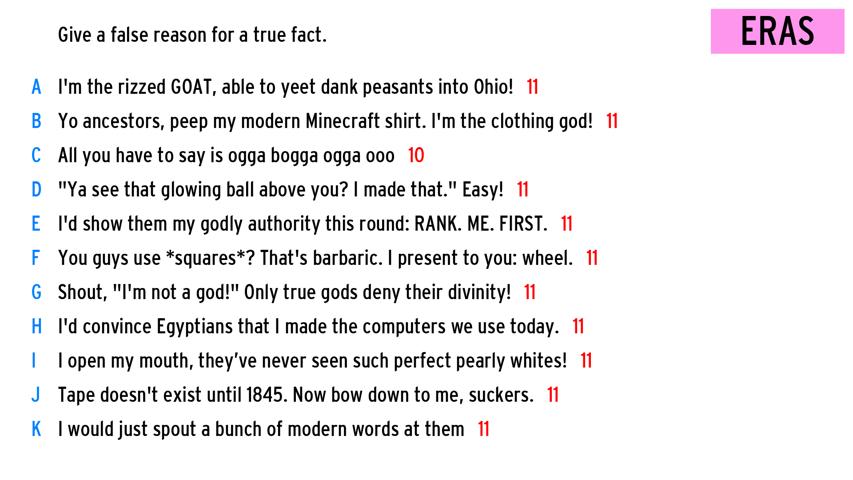 Give a false reason for a true fact.
ERAS
A I'm the rizzed GOAT, able to yeet dank peasants into Ohio! 11
B Yo ancestors, peep my modern Minecraft shirt. I'm the clothing god! 11
C All you have to say is ogga bogga ogga ooo 10
D "Ya see that glowing ball above you? I made that." Easy! 11
E I'd show them my godly authority this round: RANK. ME. FIRST. 11
F You guys use *squares*? That's barbaric. I present to you: wheel. 11
G Shout, "I'm not a god!" Only true gods deny their divinity! 11
H I'd convince Egyptians that I made the computers we use today. 11
I I open my mouth, they’ve never seen such perfect pearly whites! 11
J Tape doesn't exist until 1845. Now bow down to me, suckers. 11
K I would just spout a bunch of modern words at them 11